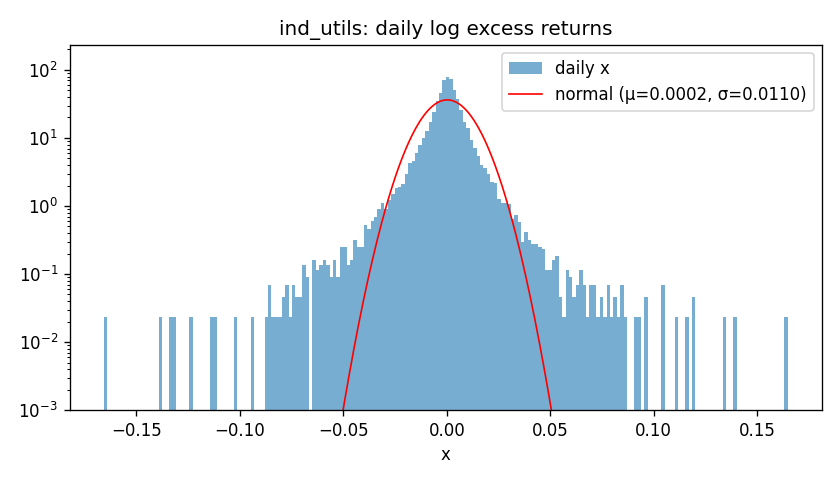 ind_utils: daily log excess returns
daily x
normal (μ=0.0002, σ=0.0110)
10²
10¹
10⁰
10⁻¹
10⁻²
10⁻³
−0.15 −0.10 −0.05 0.00 0.05 0.10 0.15
x